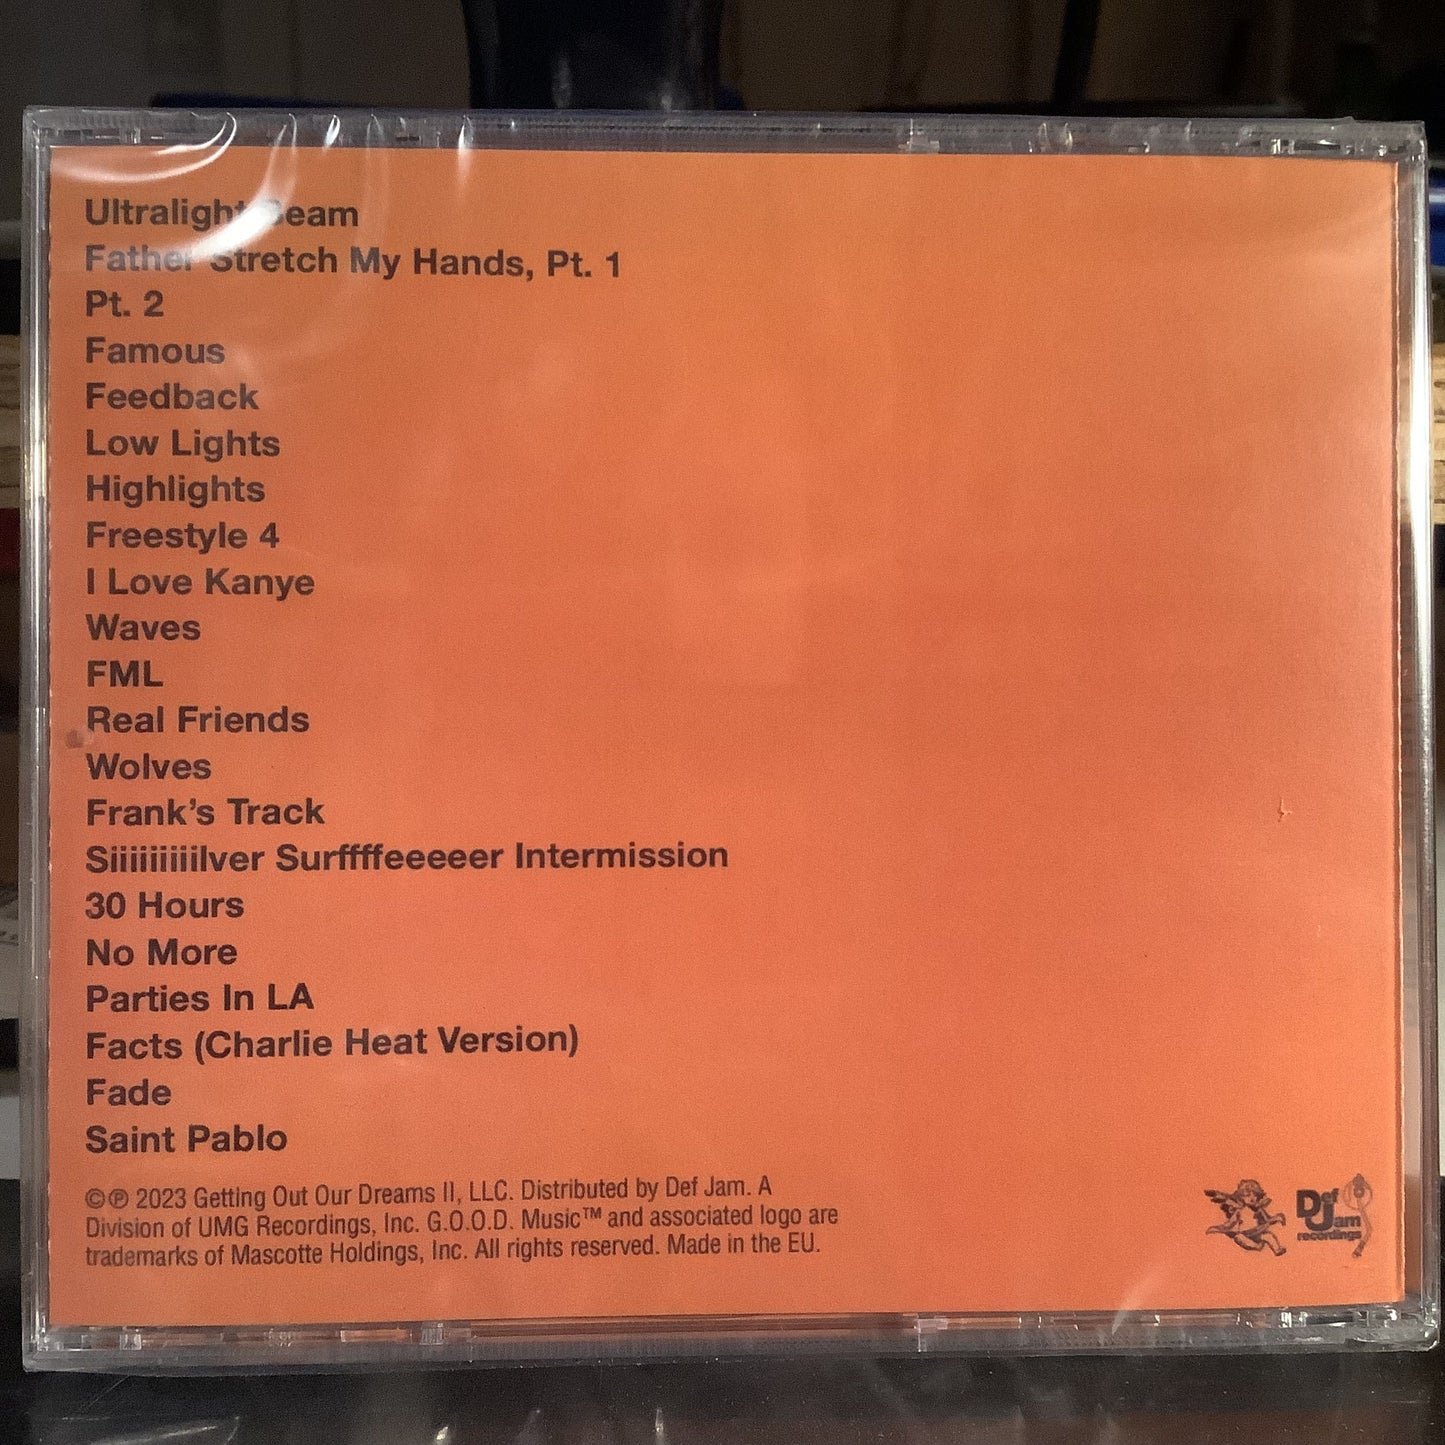 Ultralight Beam
Father Stretch My Hands, Pt. 1
Pt. 2
Famous
Feedback
Low Lights
Highlights
Freestyle 4
I Love Kanye
Waves
FML
Real Friends
Wolves
Frank's Track
Siiiiiiiiilver Surffffeeeeer Intermission
30 Hours
No More
Parties In LA
Facts (Charlie Heat Version)
Fade
Saint Pablo
©℗ 2023 Getting Out Our Dreams II, LLC. Distributed by Def Jam. A
Division of UMG Recordings, Inc. G.O.O.D. Music™ and associated logo are
trademarks of Mascotte Holdings, Inc. All rights reserved. Made in the EU.
Def Jam
recordings